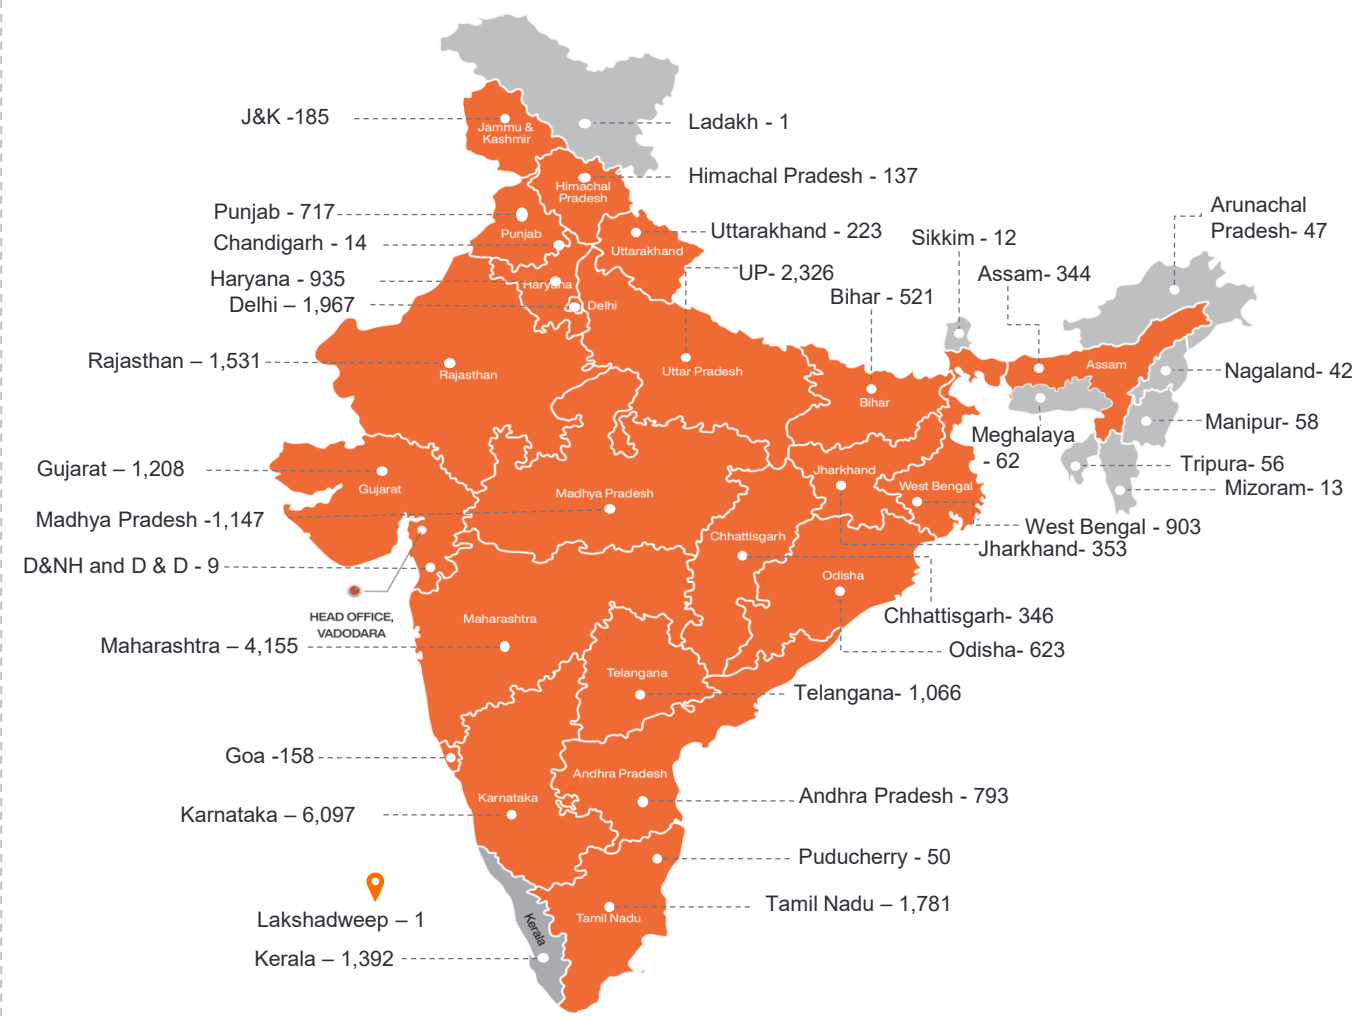 J&K -185
Ladakh - 1
Jammu &
Kashmir
Himachal Pradesh - 137
Himachal
Pradesh
Arunachal
Pradesh- 47
Punjab - 717
Punjab
Uttarakhand - 223
Uttarakhand
Chandigarh - 14
Sikkim - 12
Assam- 344
UP- 2,326
Haryana - 935
Haryana
Bihar - 521
Delhi – 1,967
Delhi
Rajasthan – 1,531
Rajasthan
Uttar Pradesh
Assam
Nagaland- 42
Bihar
Manipur- 58
Meghalaya
- 62
Tripura- 56
Mizoram- 13
Gujarat – 1,208
Gujarat
Jharkhand
West Bengal
Madhya Pradesh
Madhya Pradesh -1,147
West Bengal - 903
Chhattisgarh
Jharkhand- 353
D&NH and D & D - 9
Odisha
HEAD OFFICE,
VADODARA
Maharashtra
Chhattisgarh- 346
Maharashtra – 4,155
Odisha- 623
Telangana
Telangana- 1,066
Goa -158
Andhra Pradesh
Andhra Pradesh - 793
Karnataka
Karnataka – 6,097
Puducherry - 50
Tamil Nadu – 1,781
Tamil Nadu
Lakshadweep – 1
Kerala
Kerala – 1,392